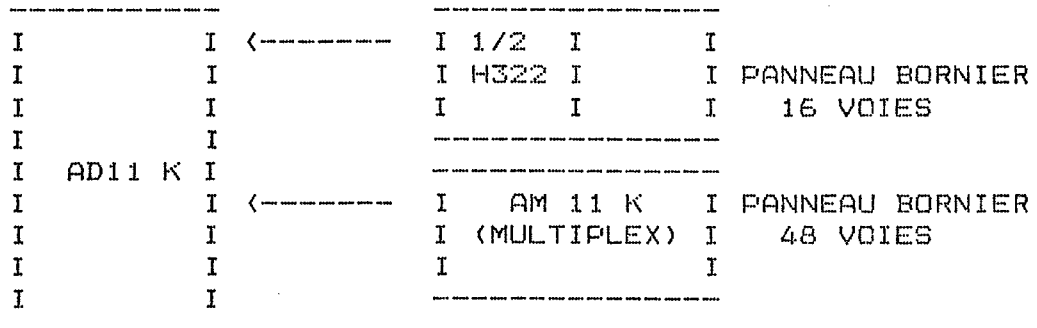 ------------          -----------------
I           I  <-------  I 1/2   I       I
I           I            I H322  I       I  PANNEAU BORNIER
I           I            I       I       I    16 VOIES
I           I            -----------------
I   AD11 K  I            -----------------
I           I  <-------  I    AM 11 K    I  PANNEAU BORNIER
I           I            I  (MULTIPLEX)  I    48 VOIES
I           I            I               I
I           I            -----------------